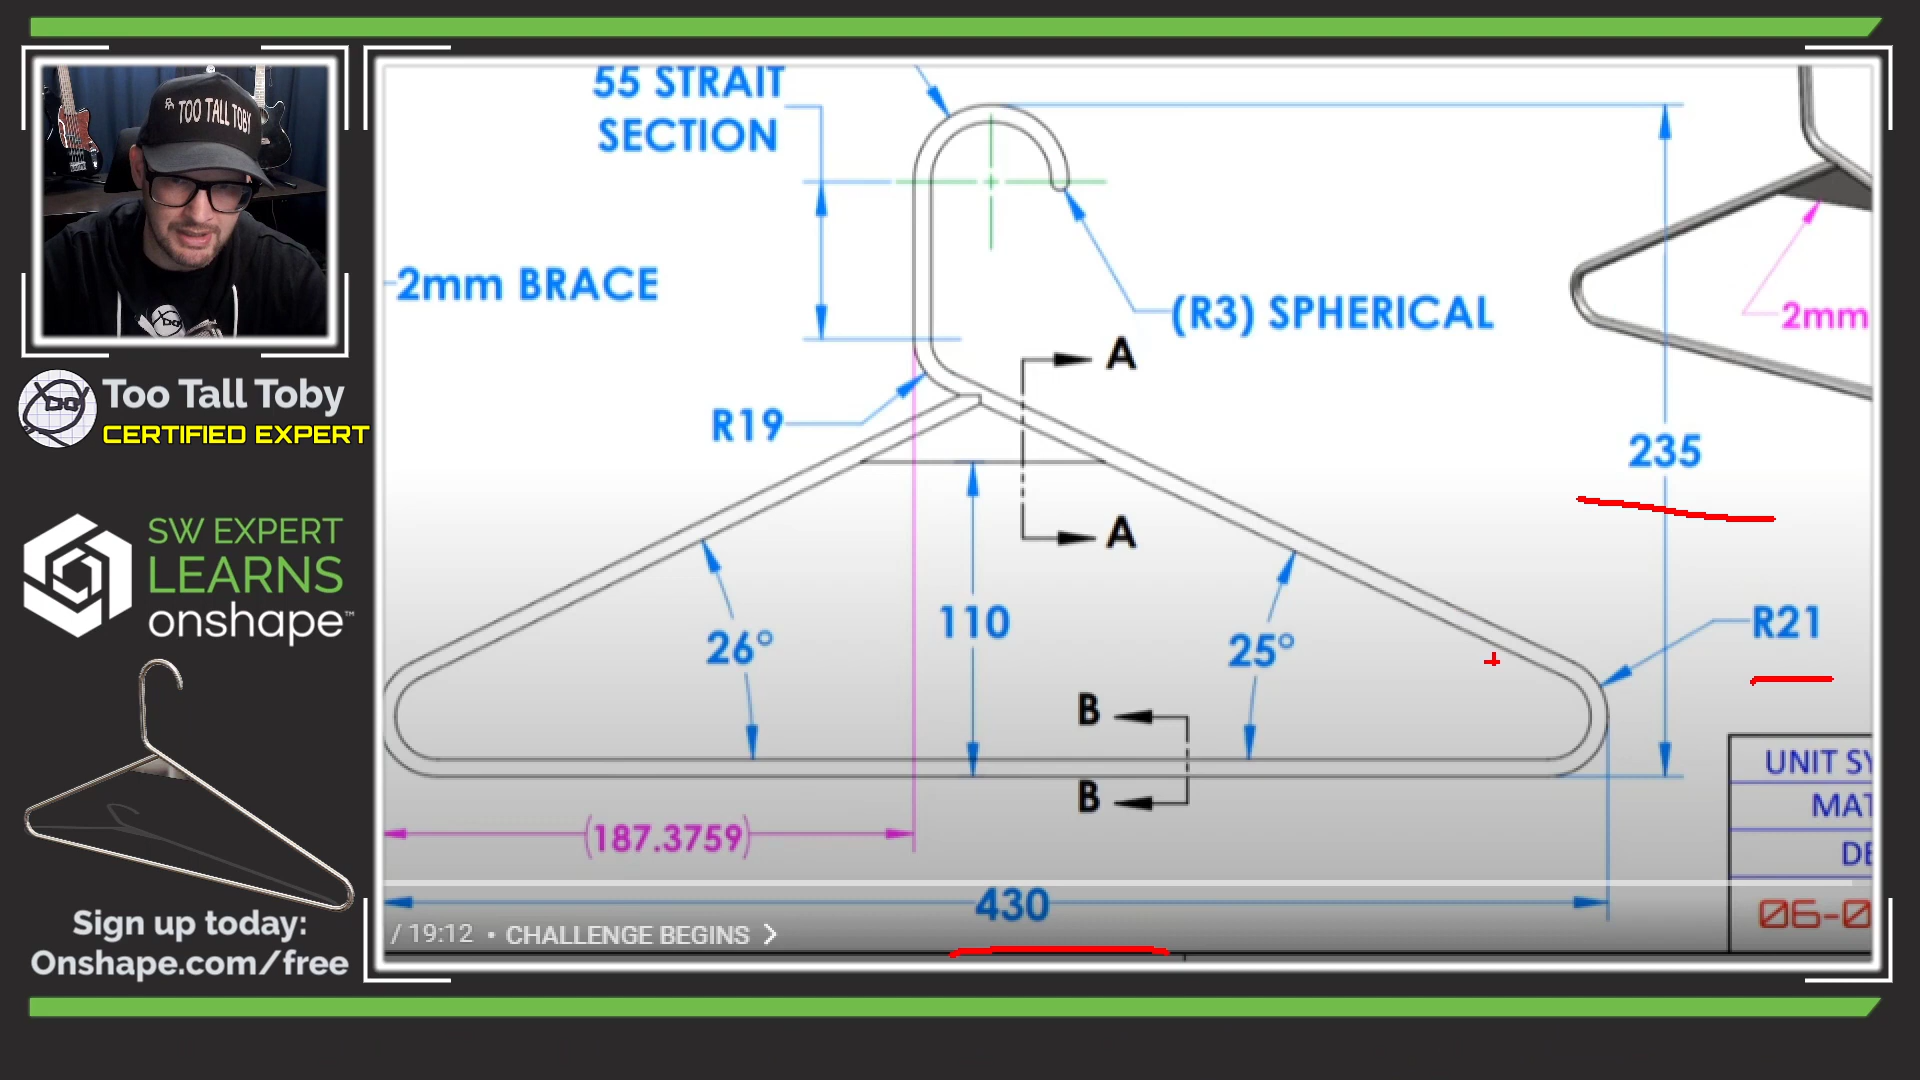 TOO TALL TOBY
Too Tall Toby
CERTIFIED EXPERT
SW EXPERT
LEARNS
onshape™
Sign up today:
Onshape.com/free
55 STRAIT
SECTION
2mm BRACE
(R3) SPHERICAL
A
R19
2mm
235
A
110
26°
25°
R21
B
B
(187.3759)
430
UNIT SY
MAT
DE
06-0
/ 19:12 • CHALLENGE BEGINS